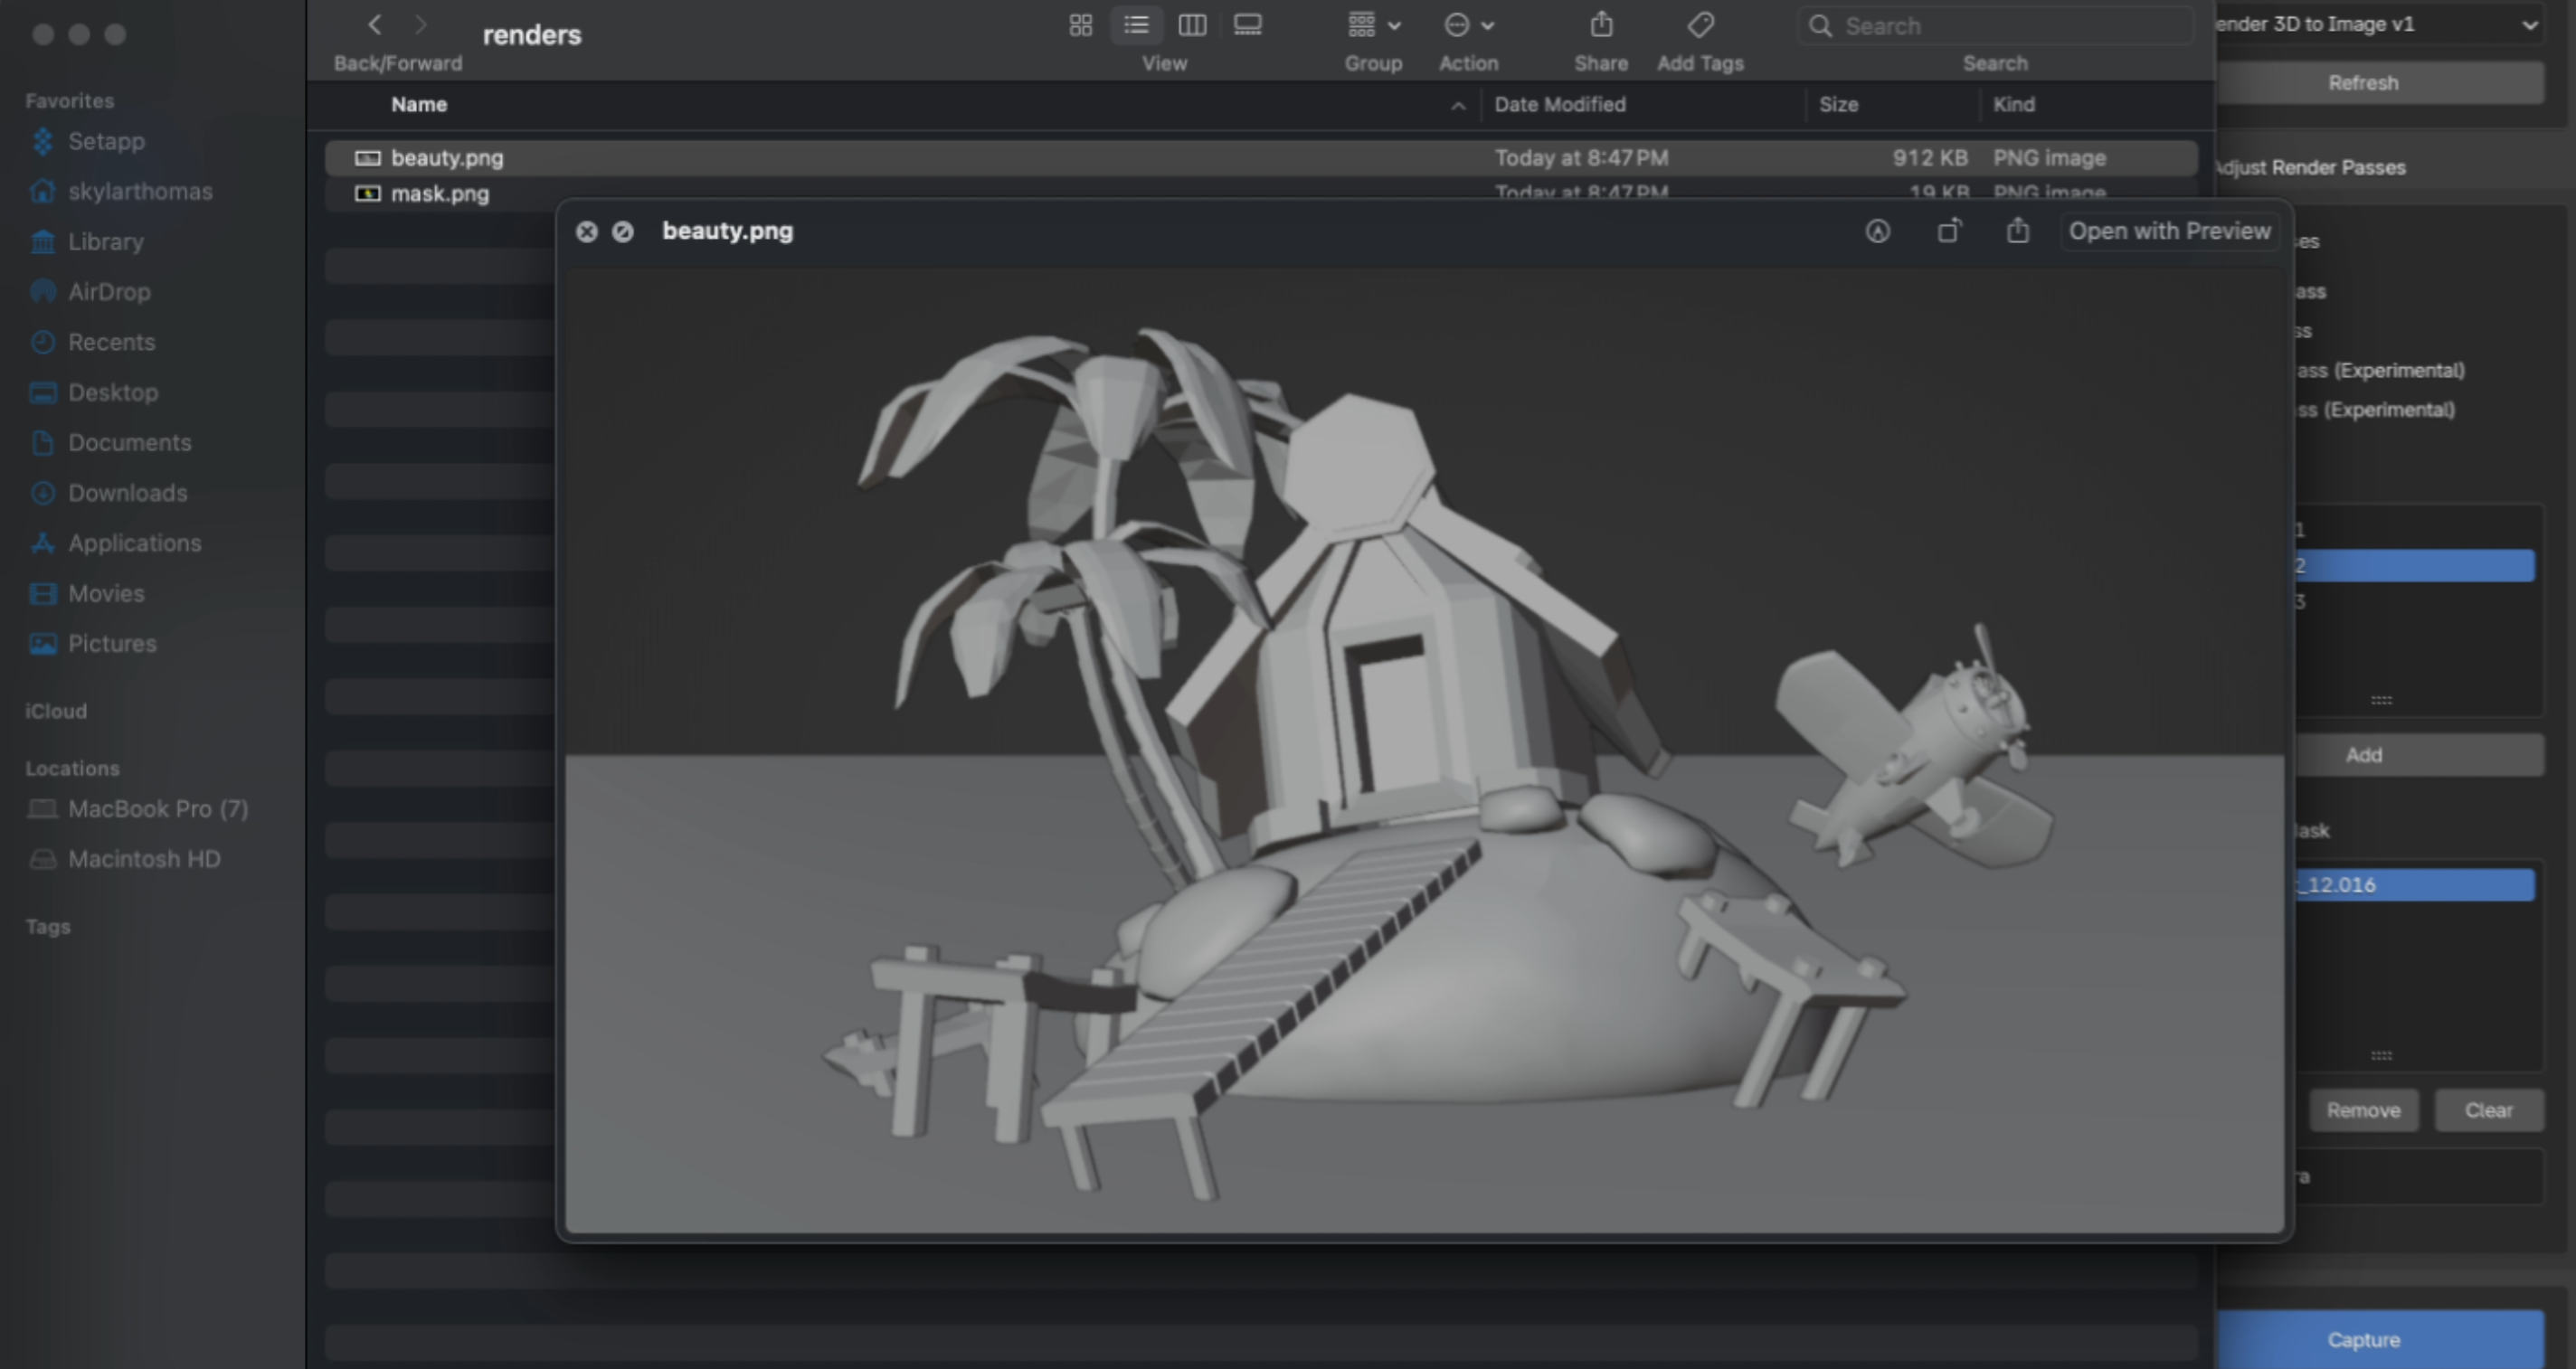 renders
Back/Forward
View
Group
Action
Share
Add Tags
Search
Search
Favorites
Setapp
skylarthomas
Library
AirDrop
Recents
Desktop
Documents
Downloads
Applications
Movies
Pictures
iCloud
Locations
MacBook Pro (7)
Macintosh HD
Tags
Name Date Modified Size Kind
beauty.png Today at 8:47 PM 912 KB PNG image
mask.png Today at 8:47 PM 19 KB PNG image
beauty.png
Open with Preview
ender 3D to Image v1
Refresh
Adjust Render Passes
es
ass
ss
ass (Experimental)
ss (Experimental)
1
2
3
Add
ask
_12.016
Remove Clear
ra
Capture